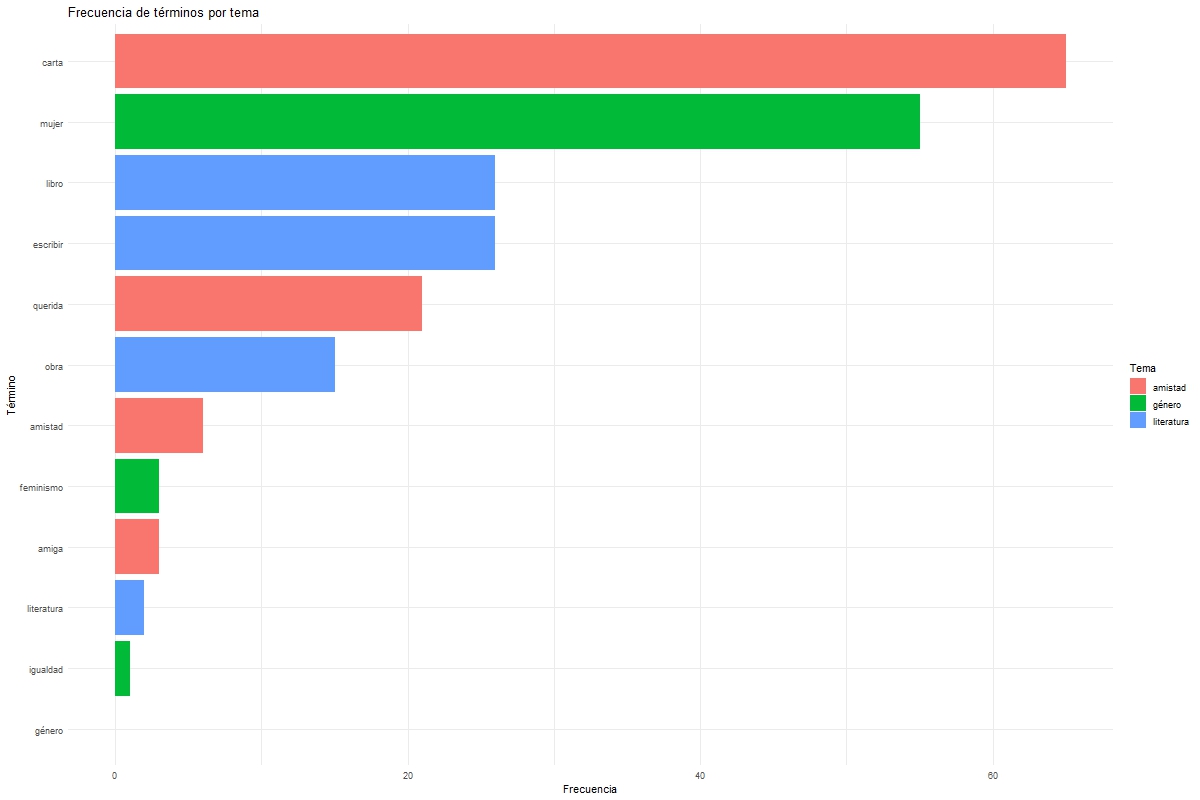 Frecuencia de términos por tema
carta
mujer
libro
escribir
querida
obra
amistad
feminismo
amiga
literatura
igualdad
género
Término
0
20
40
60
Frecuencia
Tema
amistad
género
literatura